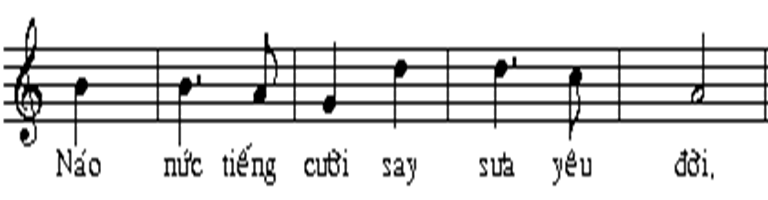 Náo nức tiếng cười say sưa yêu đời,